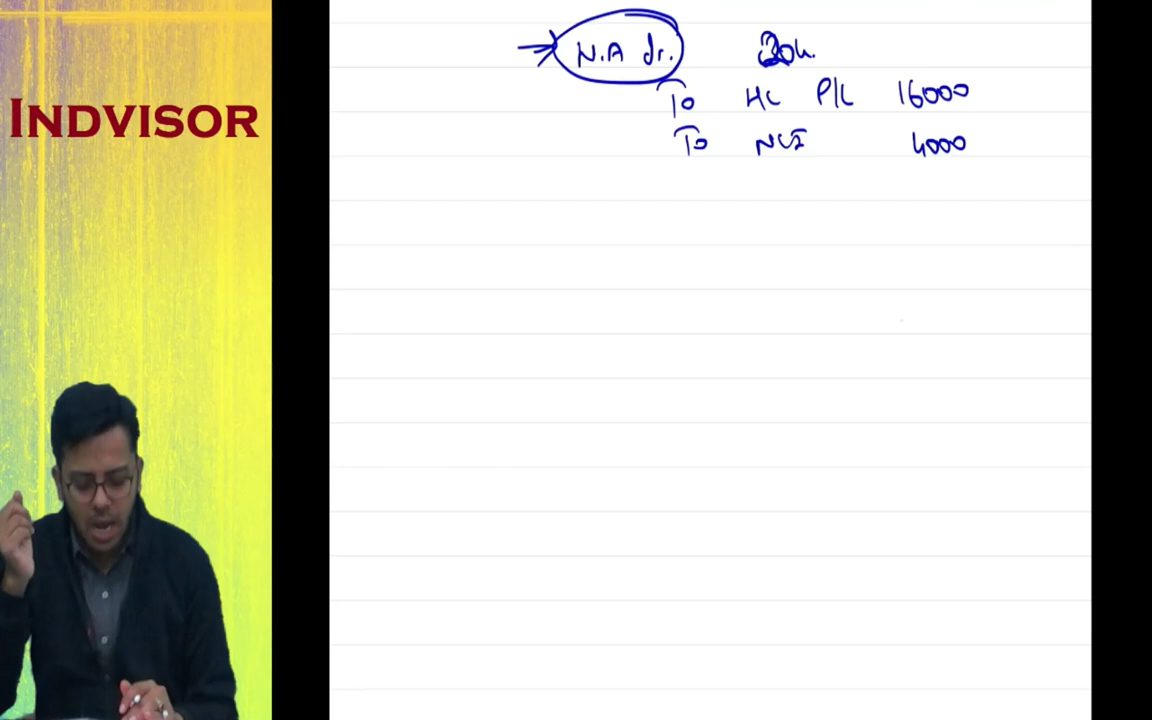 INDVISOR
N.A dr. 20k.
To HC P/L 16000
To NCI 4000